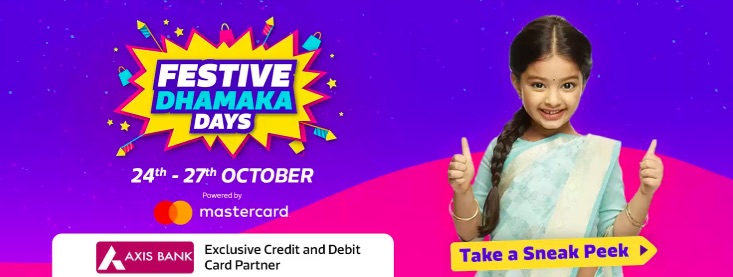 FESTIVE
DHAMAKA
DAYS
24th - 27th OCTOBER
Powered by
mastercard
AXIS BANK
Exclusive Credit and Debit
Card Partner
Take a Sneak Peek